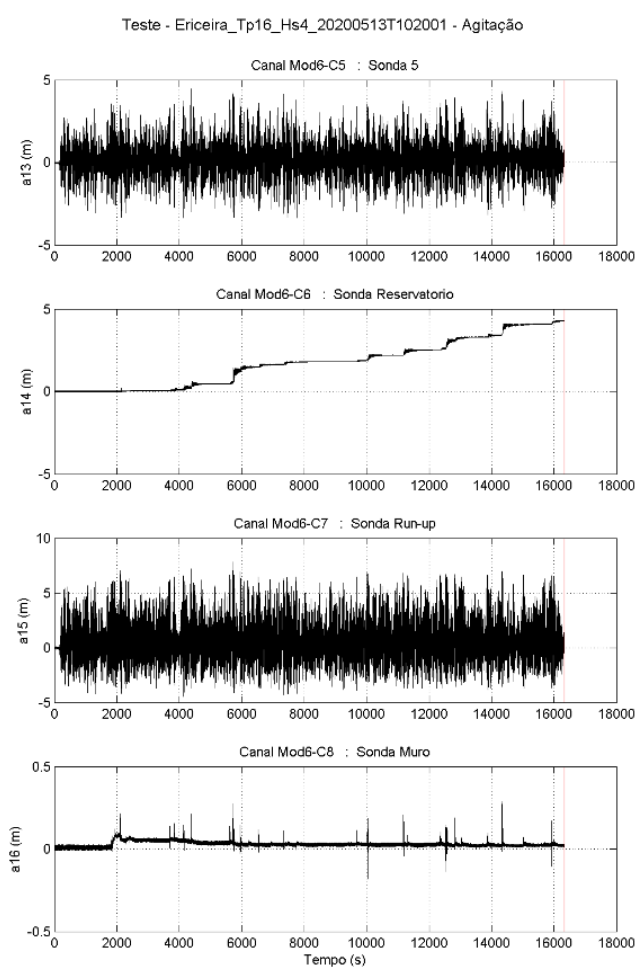 Teste - Ericeira_Tp16_Hs4_20200513T102001 - Agitação
Canal Mod6-C5 : Sonda 5
5
0
-5
a13 (m)
0 2000 4000 6000 8000 10000 12000 14000 16000 18000
Canal Mod6-C6 : Sonda Reservatorio
5
0
-5
a14 (m)
0 2000 4000 6000 8000 10000 12000 14000 16000 18000
Canal Mod6-C7 : Sonda Run-up
10
5
0
-5
a15 (m)
0 2000 4000 6000 8000 10000 12000 14000 16000 18000
Canal Mod6-C8 : Sonda Muro
0.5
0
-0.5
a16 (m)
0 2000 4000 6000 8000 10000 12000 14000 16000 18000
Tempo (s)